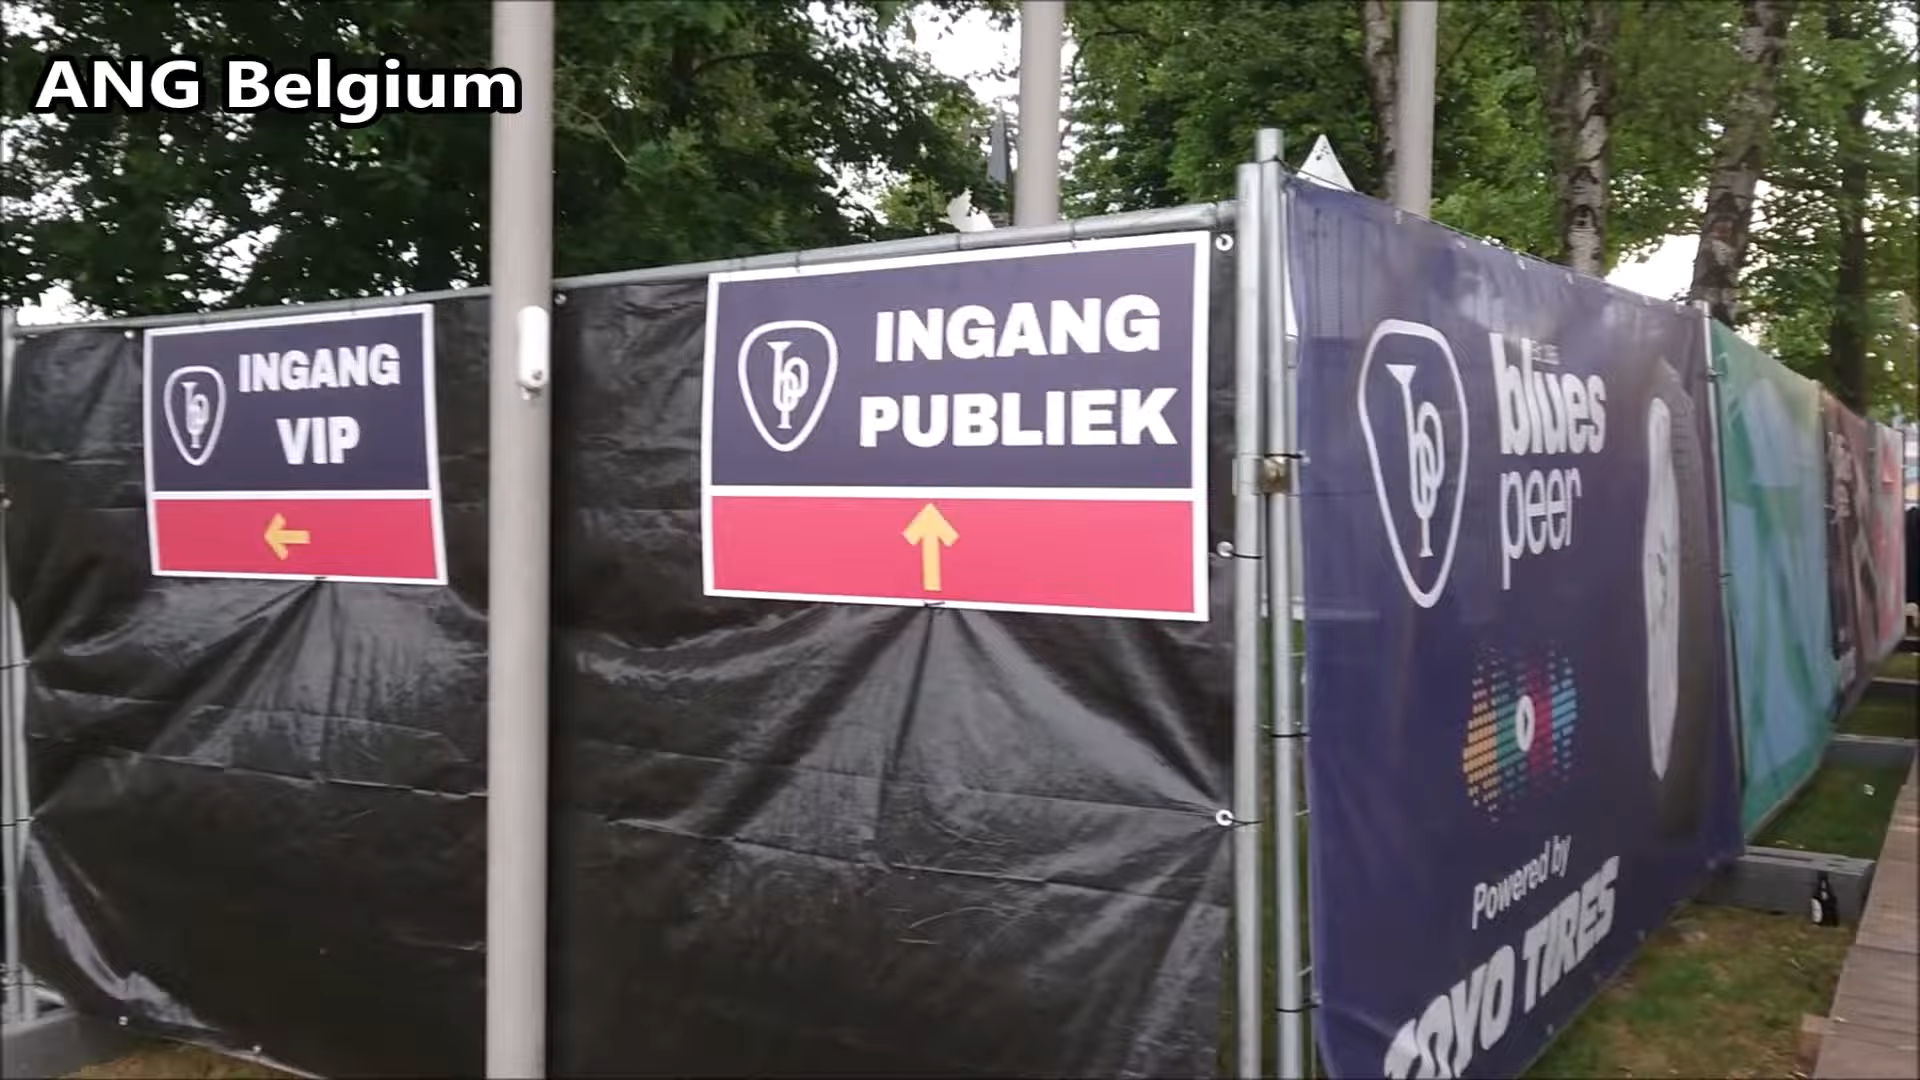 ANG Belgium
INGANG
VIP
INGANG
PUBLIEK
blues
peer
Powered by
TOYO TIRES